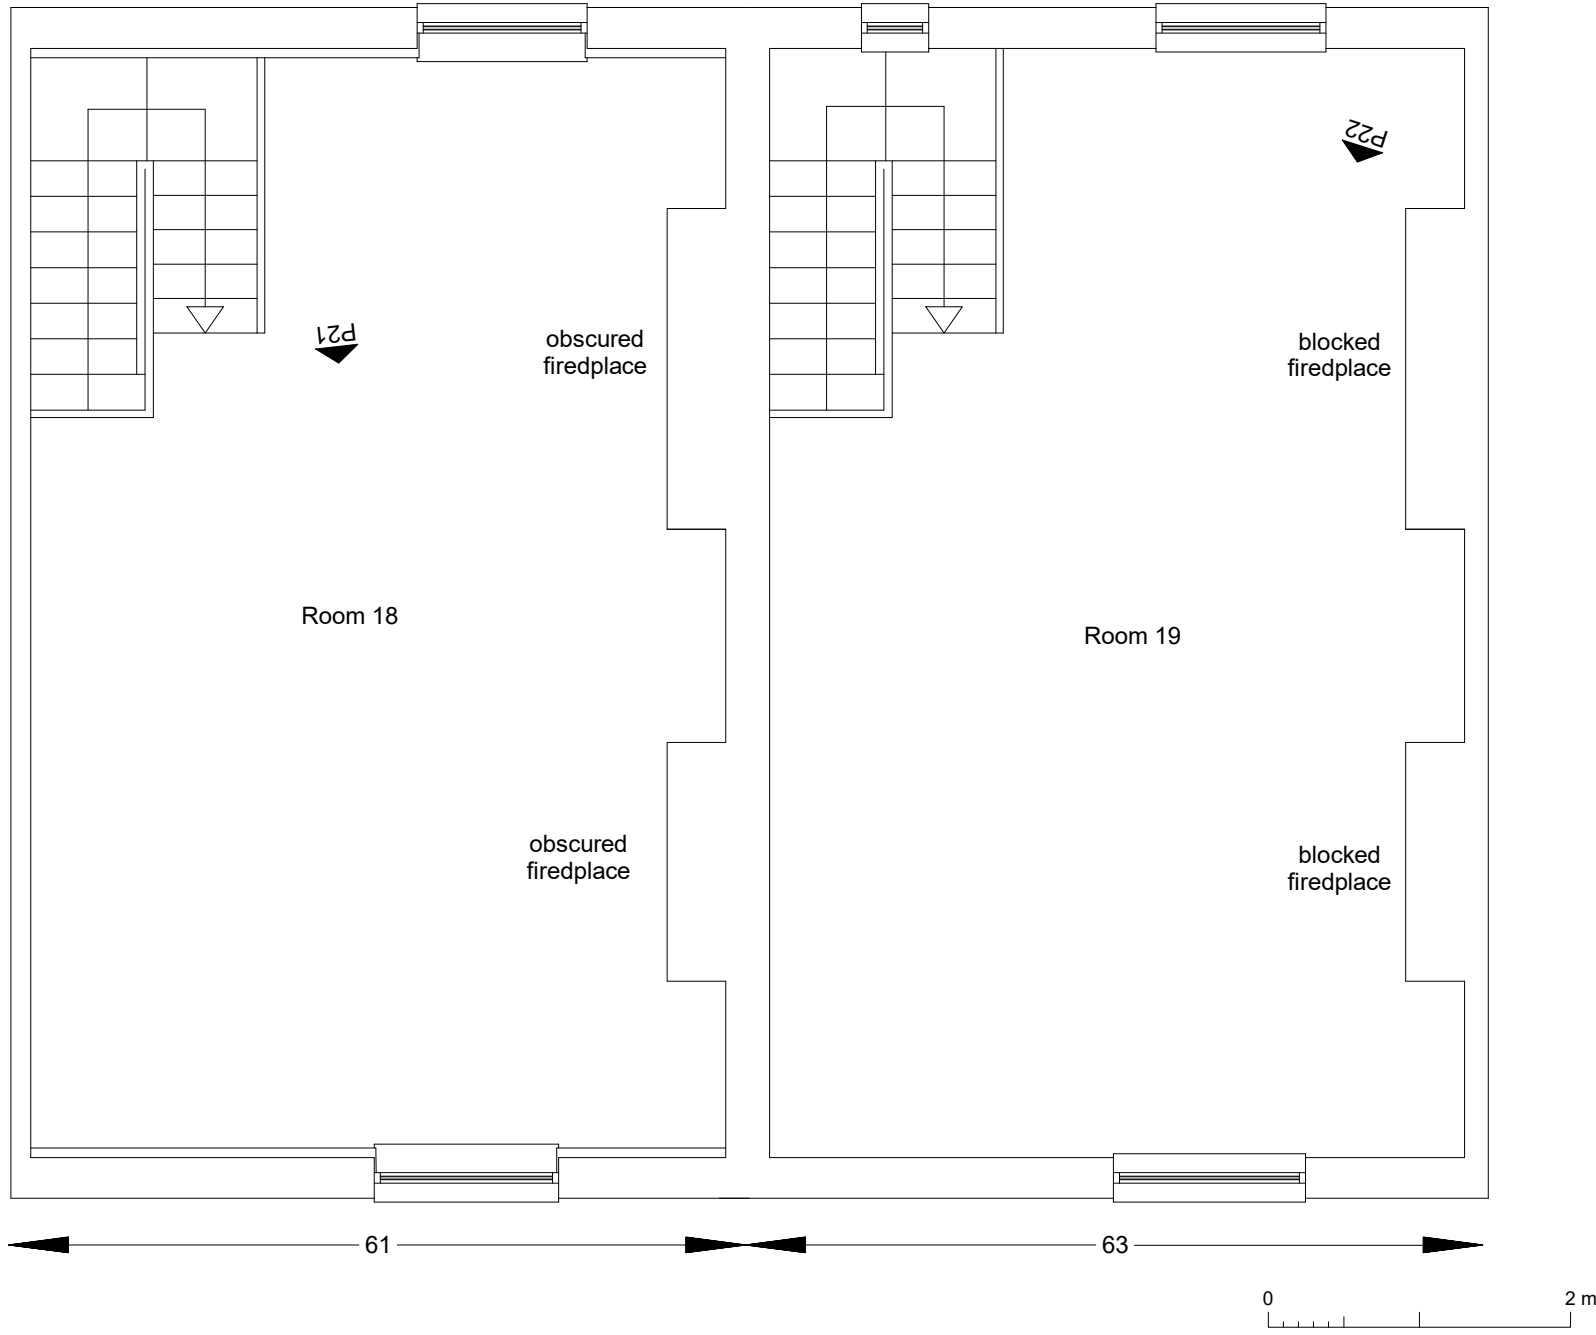 P22
P21
obscured
firedplace
blocked
firedplace
Room 18
Room 19
obscured
firedplace
blocked
firedplace
61
63
0
2 m